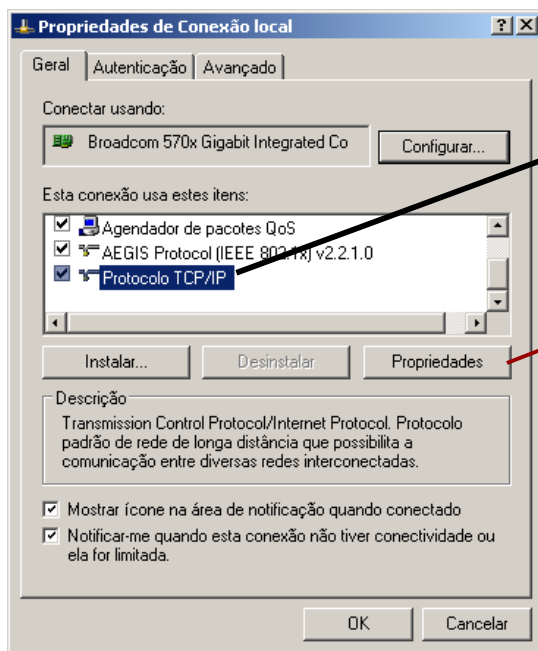 Propriedades de Conexão local
Geral Autenticação Avançado
Conectar usando:
Broadcom 570x Gigabit Integrated Co
Configurar...
Esta conexão usa estes itens:
Agendador de pacotes QoS
AEGIS Protocol (IEEE 802.1x) v2.2.1.0
Protocolo TCP/IP
Instalar... Desinstalar Propriedades
Descrição
Transmission Control Protocol/Internet Protocol. Protocolo
padrão de rede de longa distância que possibilita a
comunicação entre diversas redes interconectadas.
Mostrar ícone na área de notificação quando conectado
Notificar-me quando esta conexão não tiver conectividade ou
ela for limitada.
OK Cancelar